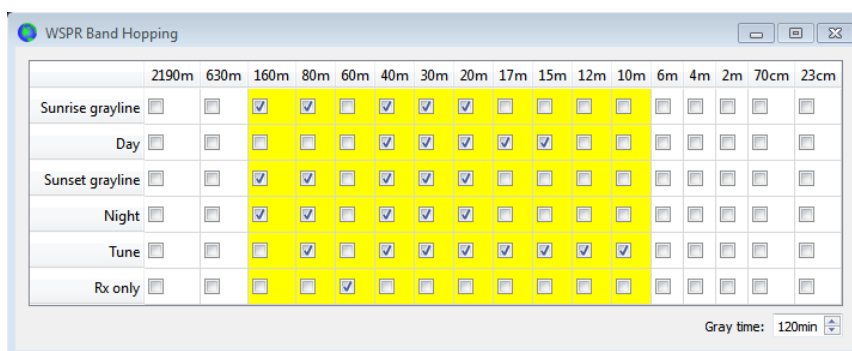 WSPR Band Hopping
2190m 630m 160m 80m 60m 40m 30m 20m 17m 15m 12m 10m 6m 4m 2m 70cm 23cm
Sunrise grayline
Day
Sunset grayline
Night
Tune
Rx only
Gray time: 120min